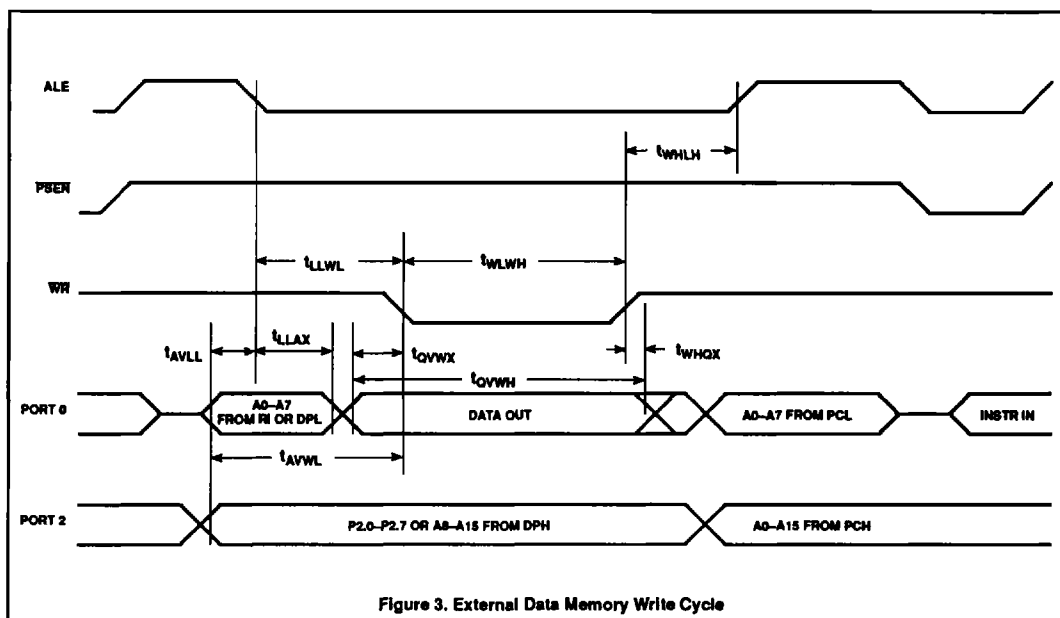 ALE
tWHLH
PSEN
tLLWL
tWLWH
WR
tAVLL
tLLAX
tQVWX
tWHQX
tQVWH
PORT 0
A0–A7
FROM RI OR DPL
DATA OUT
A0–A7 FROM PCL
INSTR IN
tAVWL
PORT 2
P2.0–P2.7 OR A8–A15 FROM DPH
A0–A15 FROM PCH
Figure 3. External Data Memory Write Cycle